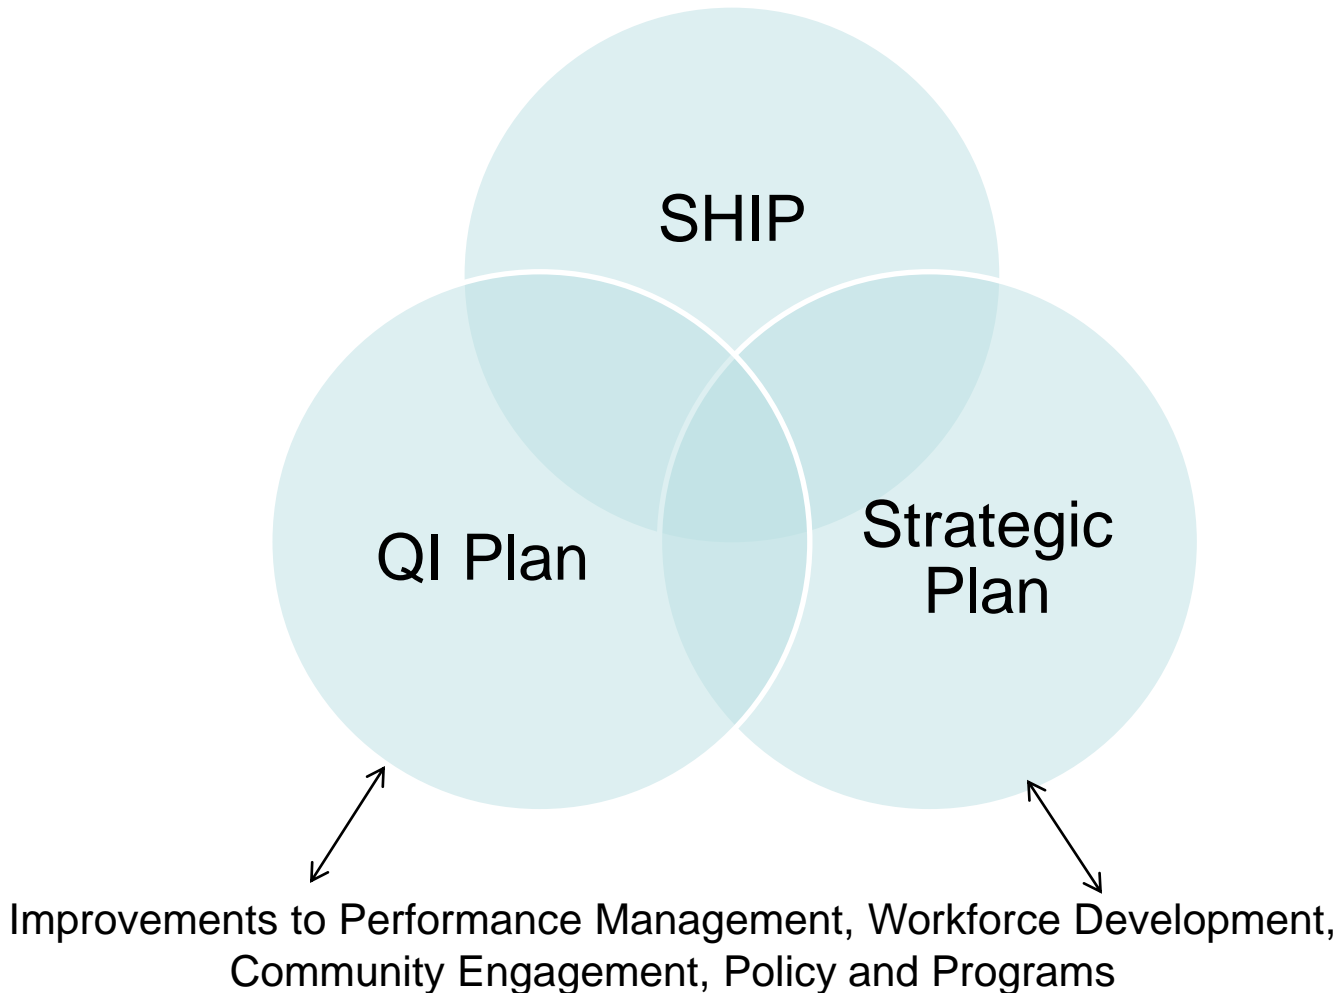 SHIP
QI Plan
Strategic
Plan
Improvements to Performance Management, Workforce Development,
Community Engagement, Policy and Programs